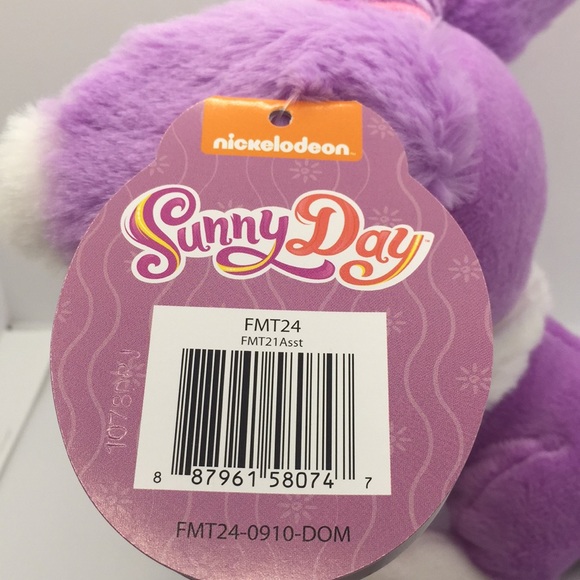 nickelodeon
Sunny Day
FMT24
FMT21Asst
8 87961 58074 7
FMT24-0910-DOM